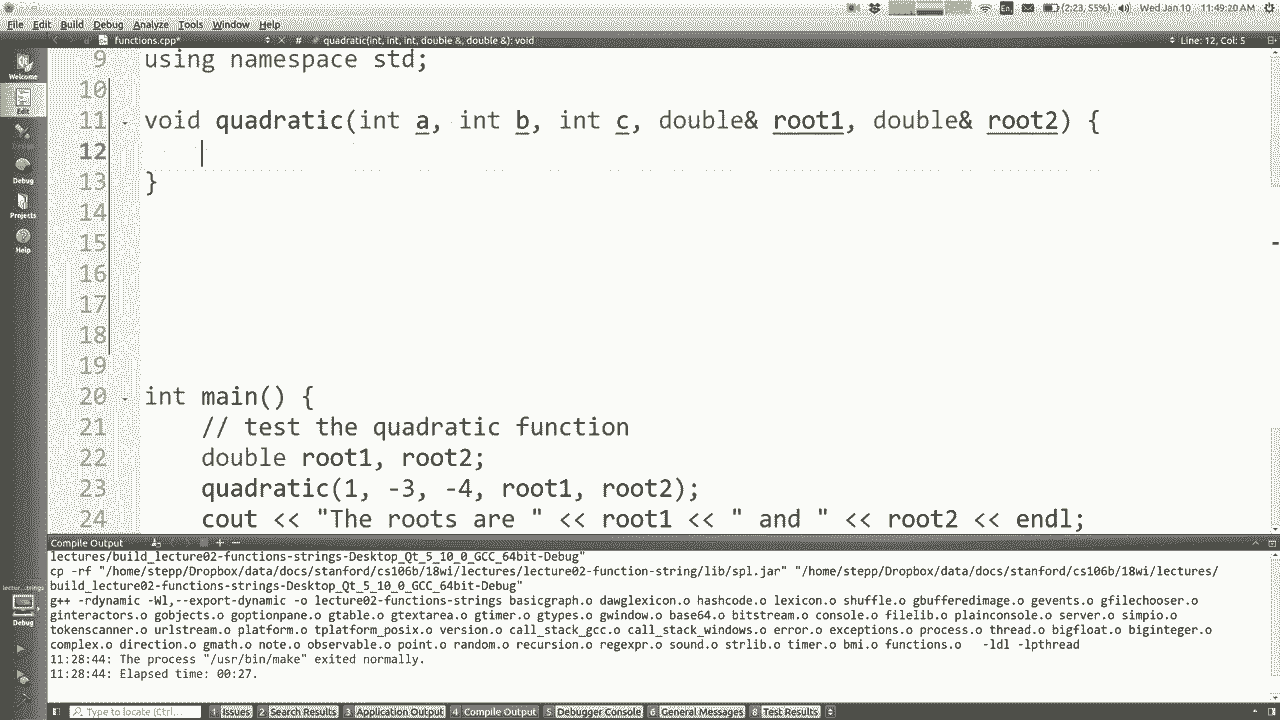 (2:23, 55%) Wed Jan 10 11:49:20 AM
File Edit Build Debug Analyze Tools Window Help
functions.cpp* # quadratic(int, int, int, double &, double &): void Line: 12, Col: 5
Welcome
Edit
Debug
Projects
Help
9 using namespace std;
10
11 void quadratic(int a, int b, int c, double& root1, double& root2) {
12
13 }
14
15
16
17
18
19
20 int main() {
21 // test the quadratic function
22 double root1, root2;
23 quadratic(1, -3, -4, root1, root2);
24 cout << "The roots are " << root1 << " and " << root2 << endl;
Compile Output
lectures/build_lecture02-functions-strings-Desktop_Qt_5_10_0_GCC_64bit-Debug"
cp -rf "/home/stepp/Dropbox/data/docs/stanford/cs106b/18wi/lectures/lecture02-function-string/lib/spl.jar" "/home/stepp/Dropbox/data/docs/stanford/cs106b/18wi/lectures/
build_lecture02-functions-strings-Desktop_Qt_5_10_0_GCC_64bit-Debug"
g++ -rdynamic -Wl,--export-dynamic -o lecture02-functions-strings basicgraph.o dawglexicon.o hashcode.o lexicon.o shuffle.o gbufferedimage.o gevents.o gfilechooser.o
ginteractors.o gobjects.o goptionpane.o gtable.o gtextarea.o gtimer.o gtypes.o gwindow.o base64.o bitstream.o console.o filelib.o plainconsole.o server.o simpio.o
tokenscanner.o urlstream.o platform.o tplatform_posix.o version.o call_stack_gcc.o call_stack_windows.o error.o exceptions.o process.o thread.o bigfloat.o biginteger.o
complex.o direction.o gmath.o note.o observable.o point.o random.o recursion.o regexpr.o sound.o strlib.o timer.o bmi.o functions.o -ldl -lpthread
11:28:44: The process "/usr/bin/make" exited normally.
11:28:44: Elapsed time: 00:27.
Debug
Type to locate (Ctrl... 1 Issues 2 Search Results 3 Application Output 4 Compile Output 5 Debugger Console 6 General Messages 8 Test Results